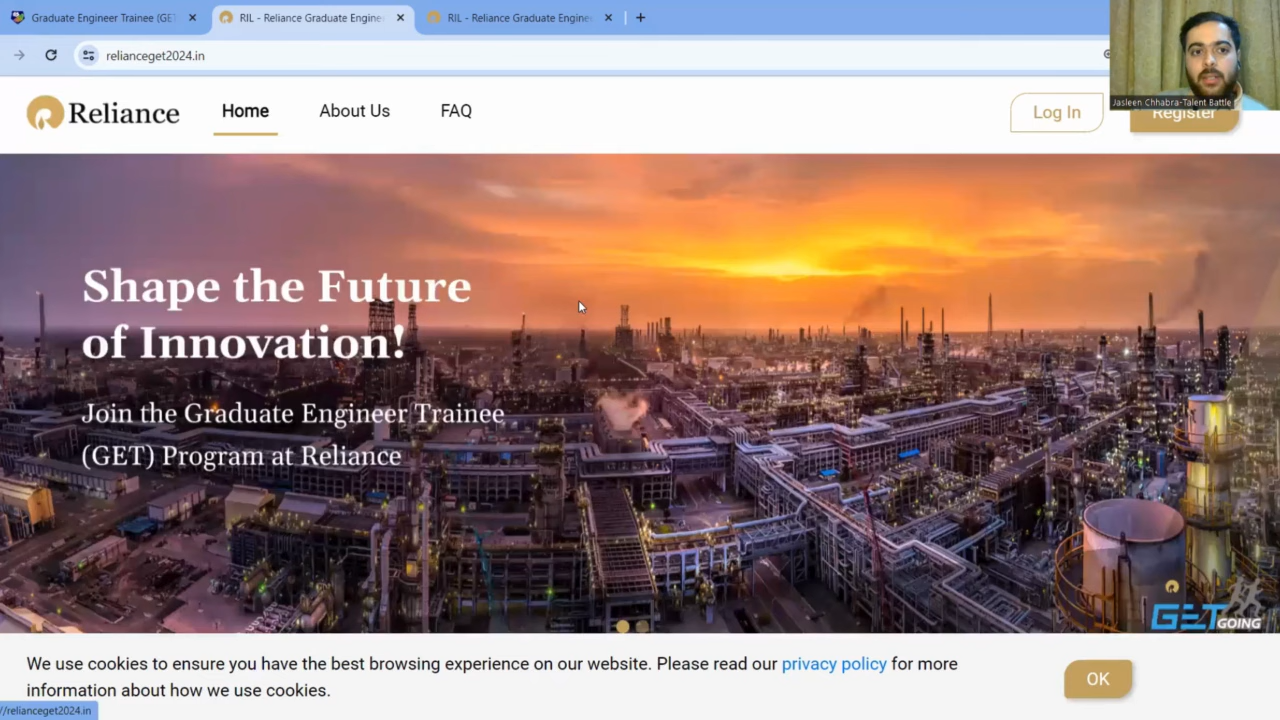 Graduate Engineer Trainee (GET
RIL - Reliance Graduate Engine
RIL - Reliance Graduate Engine
relianceget2024.in
Jasleen Chhabra-Talent Battle
Reliance
Home
About Us
FAQ
Log In
Register
Shape the Future
of Innovation!
Join the Graduate Engineer Trainee
(GET) Program at Reliance
GET
GOING
We use cookies to ensure you have the best browsing experience on our website. Please read our privacy policy for more
information about how we use cookies.
OK
//relianceget2024.in